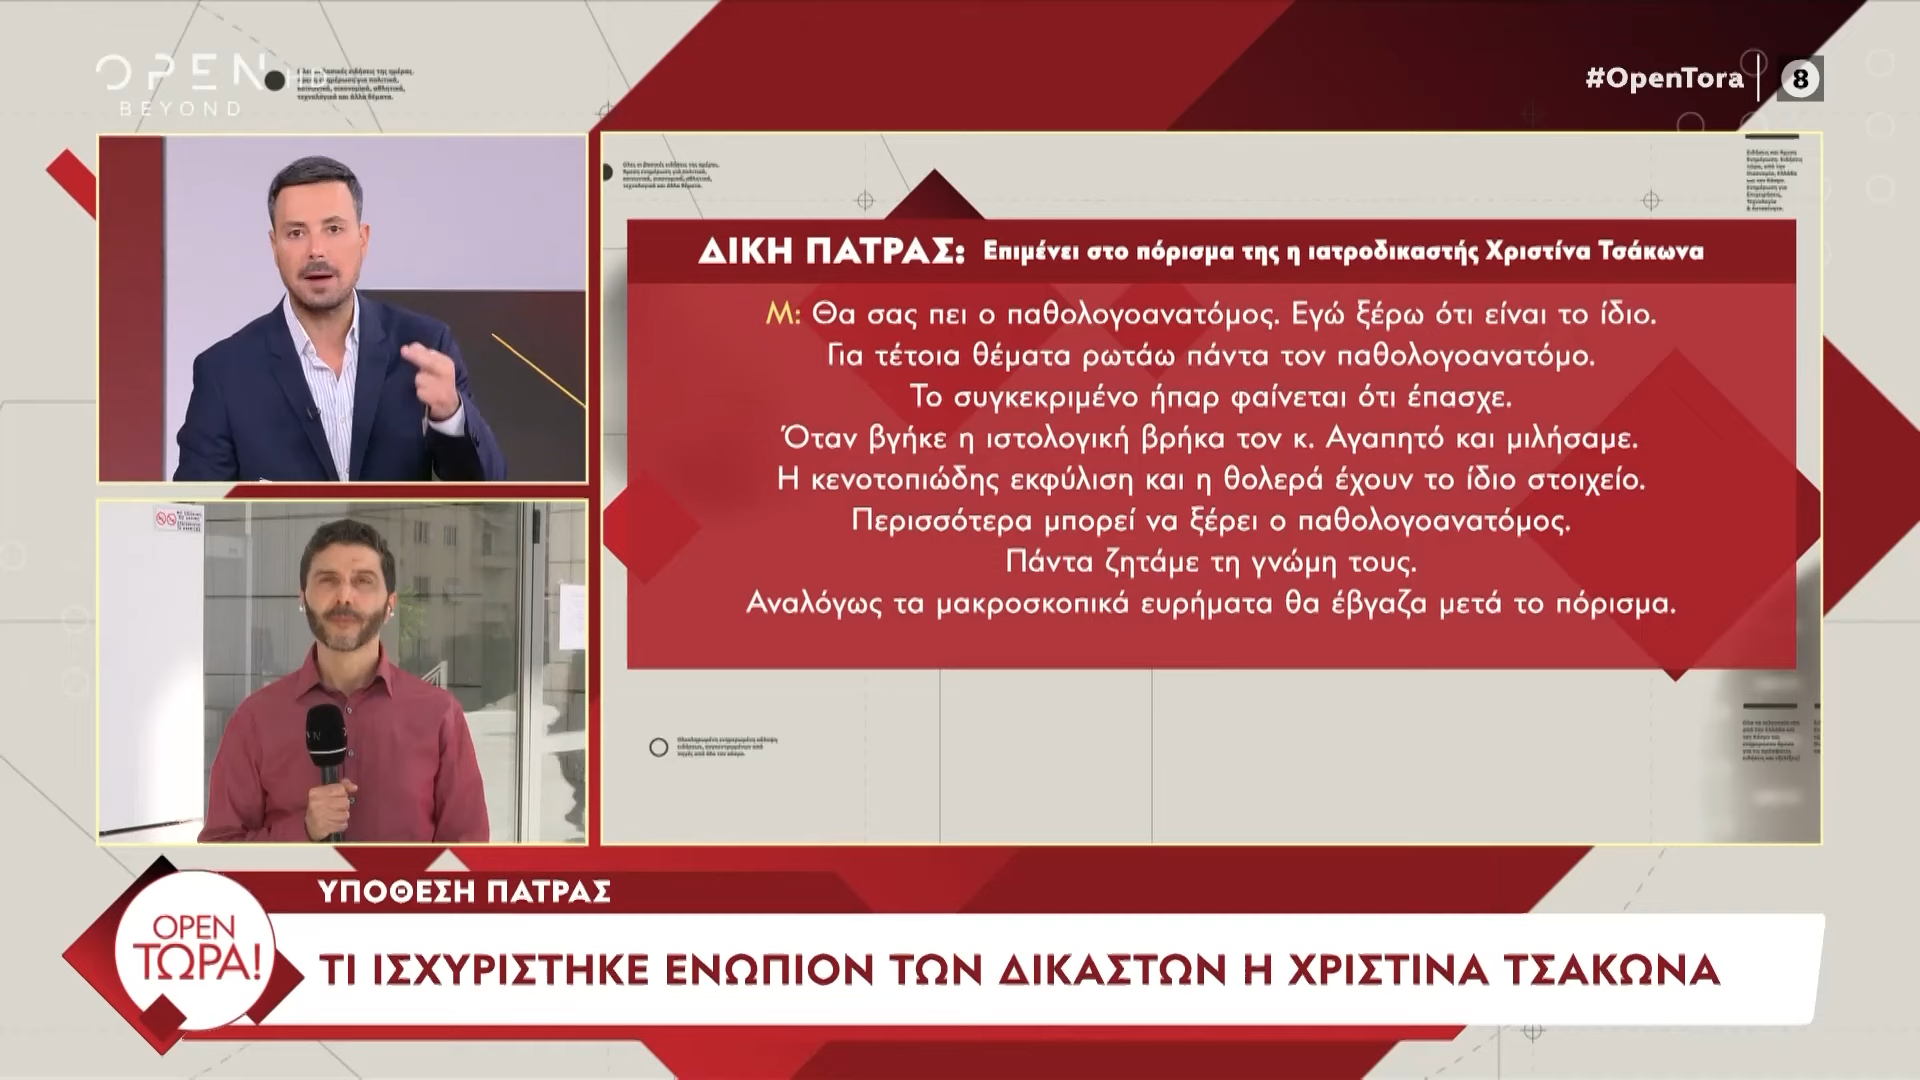 OPEN
BEYOND
#OpenTora
8
ΔΙΚΗ ΠΑΤΡΑΣ: Επιμένει στο πόρισμα της η ιατροδικαστής Χριστίνα Τσάκωνα
Μ: Θα σας πει ο παθολογοανατόμος. Εγώ ξέρω ότι είναι το ίδιο.
Για τέτοια θέματα ρωτάω πάντα τον παθολογοανατόμο.
Το συγκεκριμένο ήπαρ φαίνεται ότι έπασχε.
Όταν βγήκε η ιστολογική βρήκα τον κ. Αγαπητό και μιλήσαμε.
Η κενοτοπιώδης εκφύλιση και η θολερά έχουν το ίδιο στοιχείο.
Περισσότερα μπορεί να ξέρει ο παθολογοανατόμος.
Πάντα ζητάμε τη γνώμη τους.
Αναλόγως τα μακροσκοπικά ευρήματα θα έβγαζα μετά το πόρισμα.
ΥΠΟΘΕΣΗ ΠΑΤΡΑΣ
OPEN
ΤΩΡΑ!
ΤΙ ΙΣΧΥΡΙΣΤΗΚΕ ΕΝΩΠΙΟΝ ΤΩΝ ΔΙΚΑΣΤΩΝ Η ΧΡΙΣΤΙΝΑ ΤΣΑΚΩΝΑ